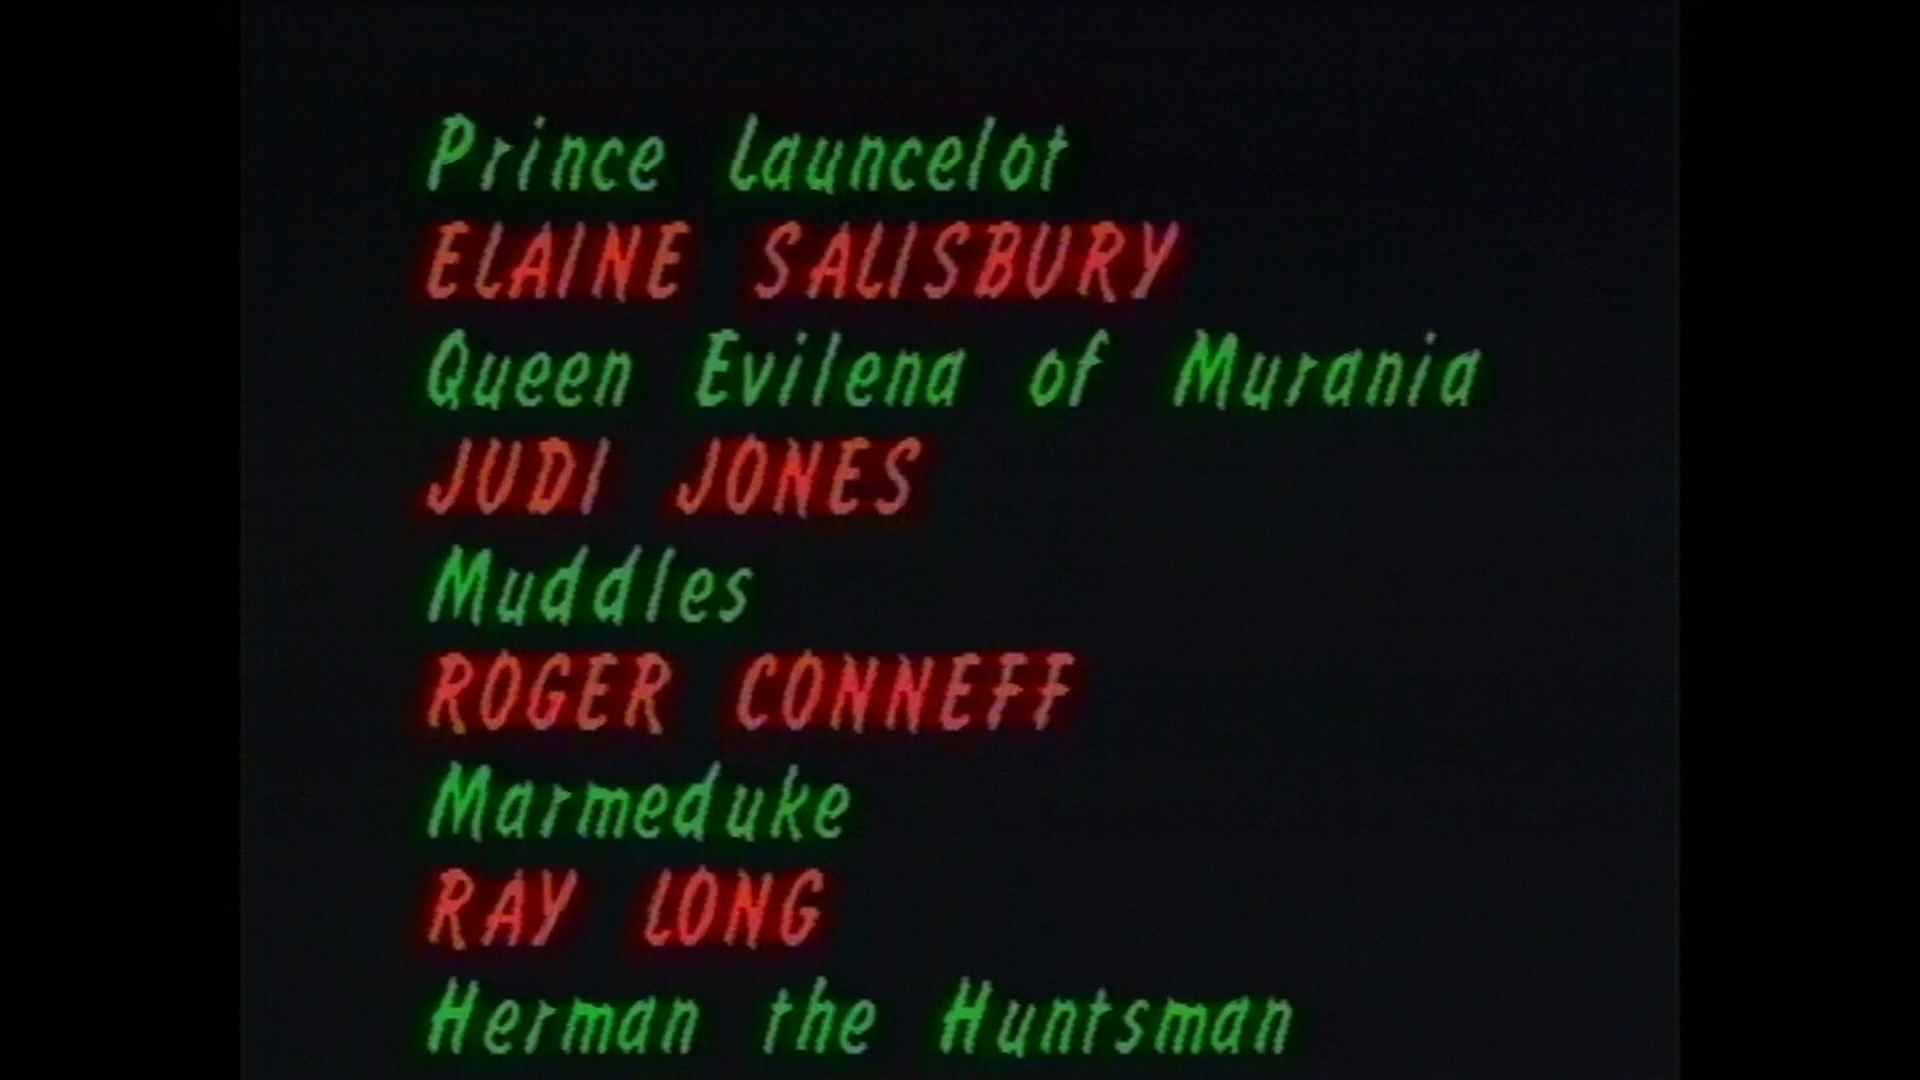 Prince Launcelot
ELAINE SALISBURY
Queen Evilena of Murania
JUDI JONES
Muddles
ROGER CONNEFF
Marmeduke
RAY LONG
Herman the Huntsman